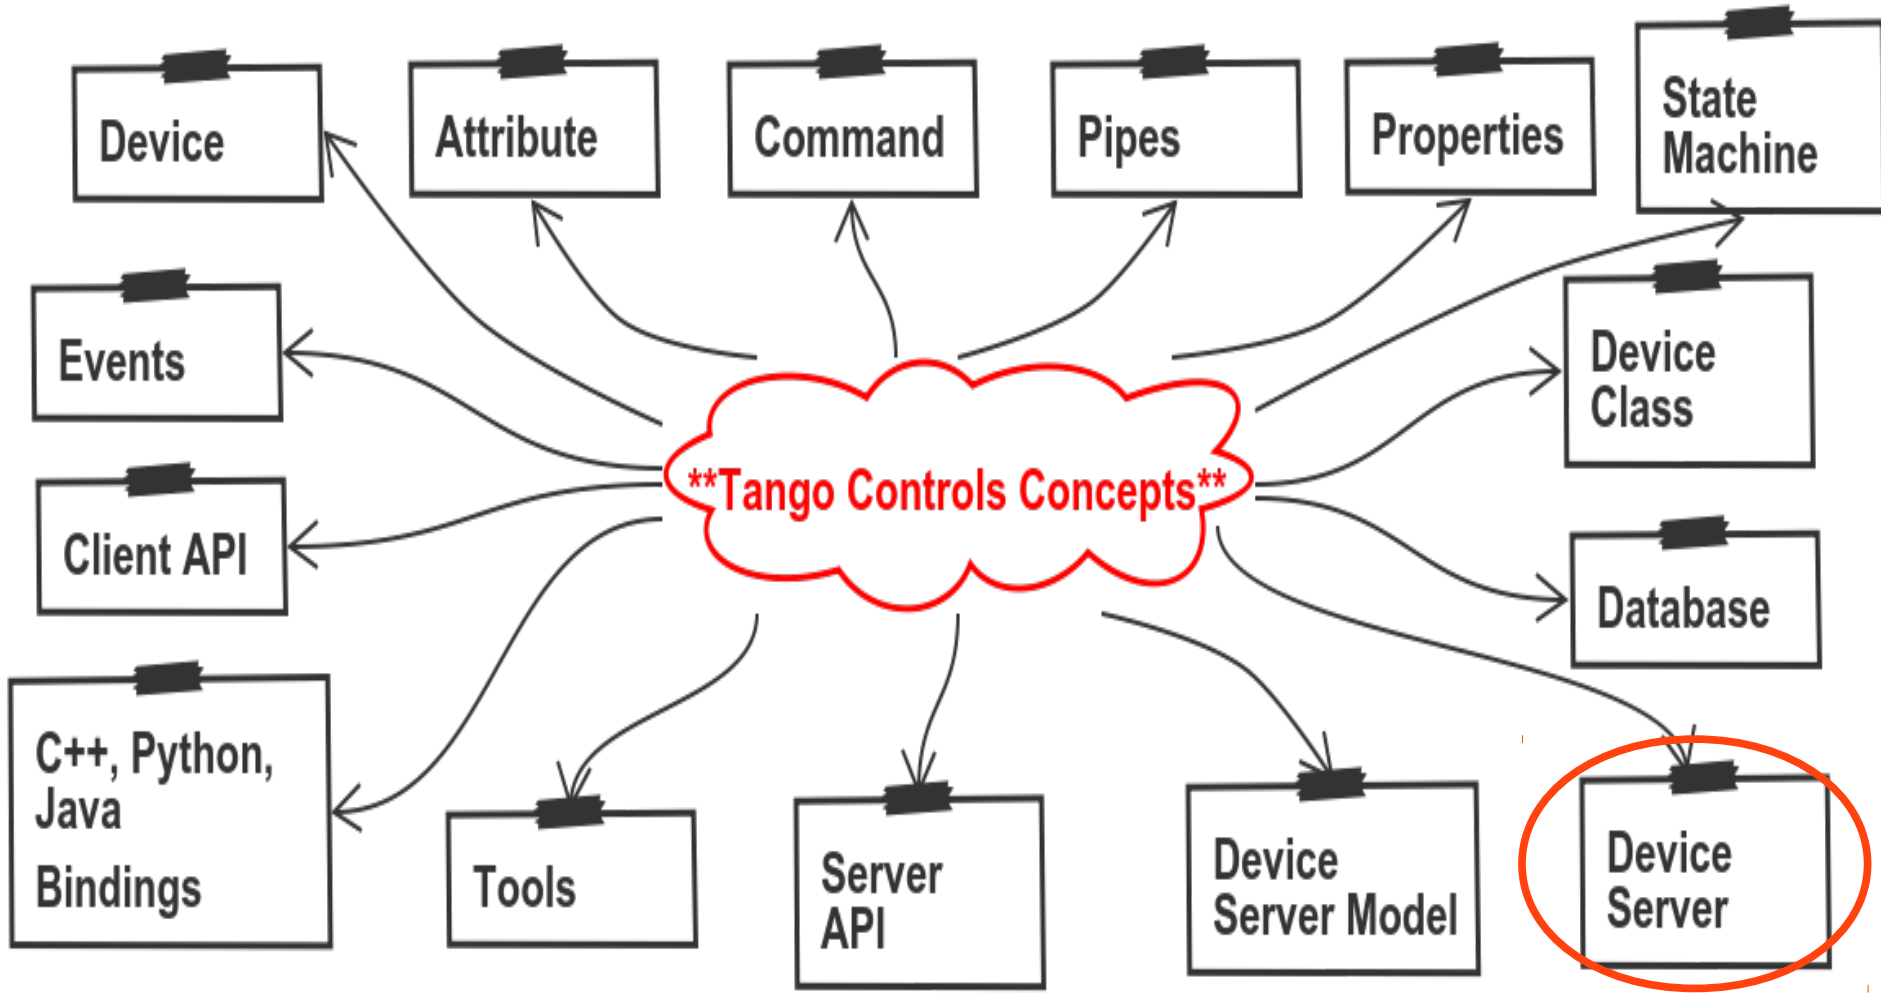 Device
Attribute
Command
Pipes
Properties
State
Machine
Events
Device
Class
**Tango Controls Concepts**
Client API
Database
C++, Python,
Java
Bindings
Tools
Server
API
Device
Server Model
Device
Server